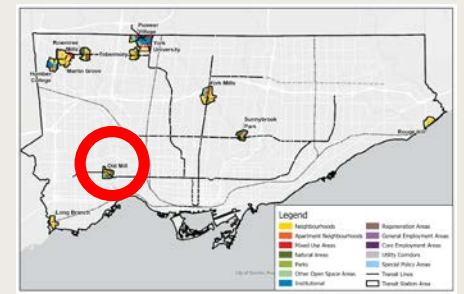 Pioneer
Village
York
University
Rowntree
Mills
Tobermory
Martin Grove
Humber
College
York Mills
Sunnybrook
Park
Rouge Hill
Old Mill
Long Branch
Legend
Neighbourhoods
Apartment Neighbourhoods
Mixed Use Areas
Natural Areas
Parks
Other Open Space Areas
Institutional
Regeneration Areas
General Employment Areas
Core Employment Areas
Utility Corridors
Special Policy Areas
Transit Lines
Transit Station Area